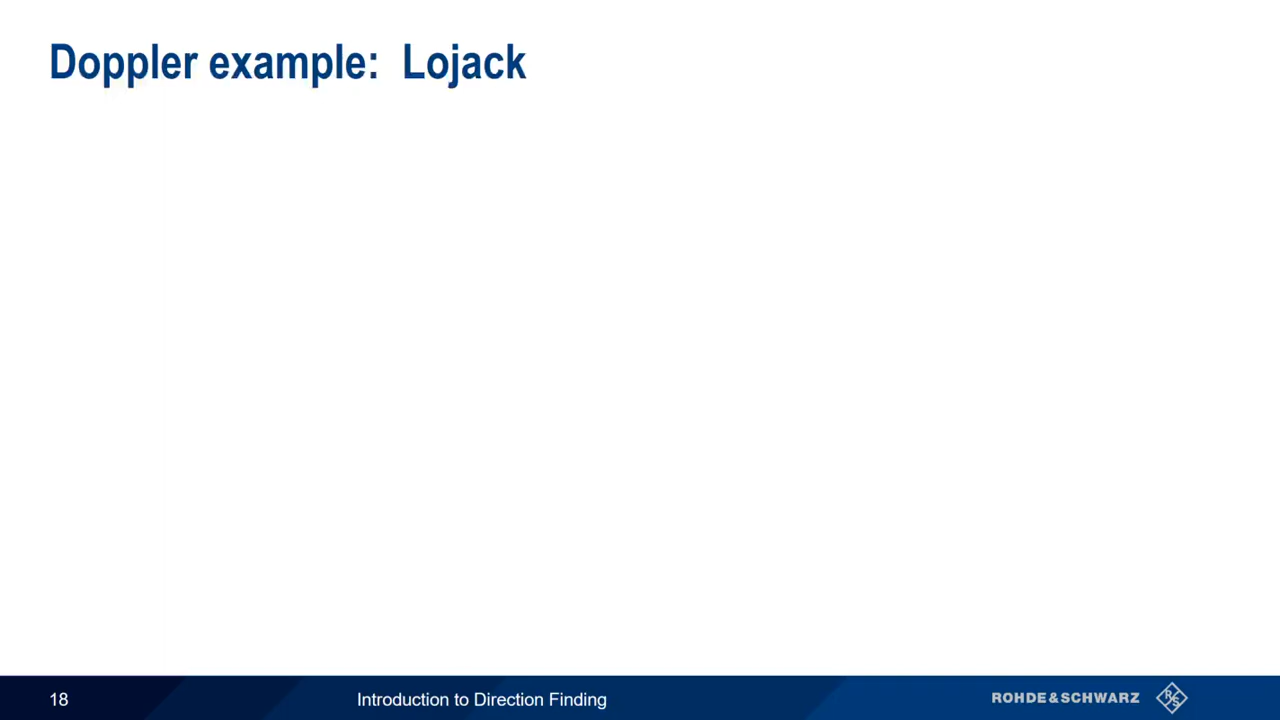 Doppler example:  Lojack
18
Introduction to Direction Finding
ROHDE&SCHWARZ
R
S